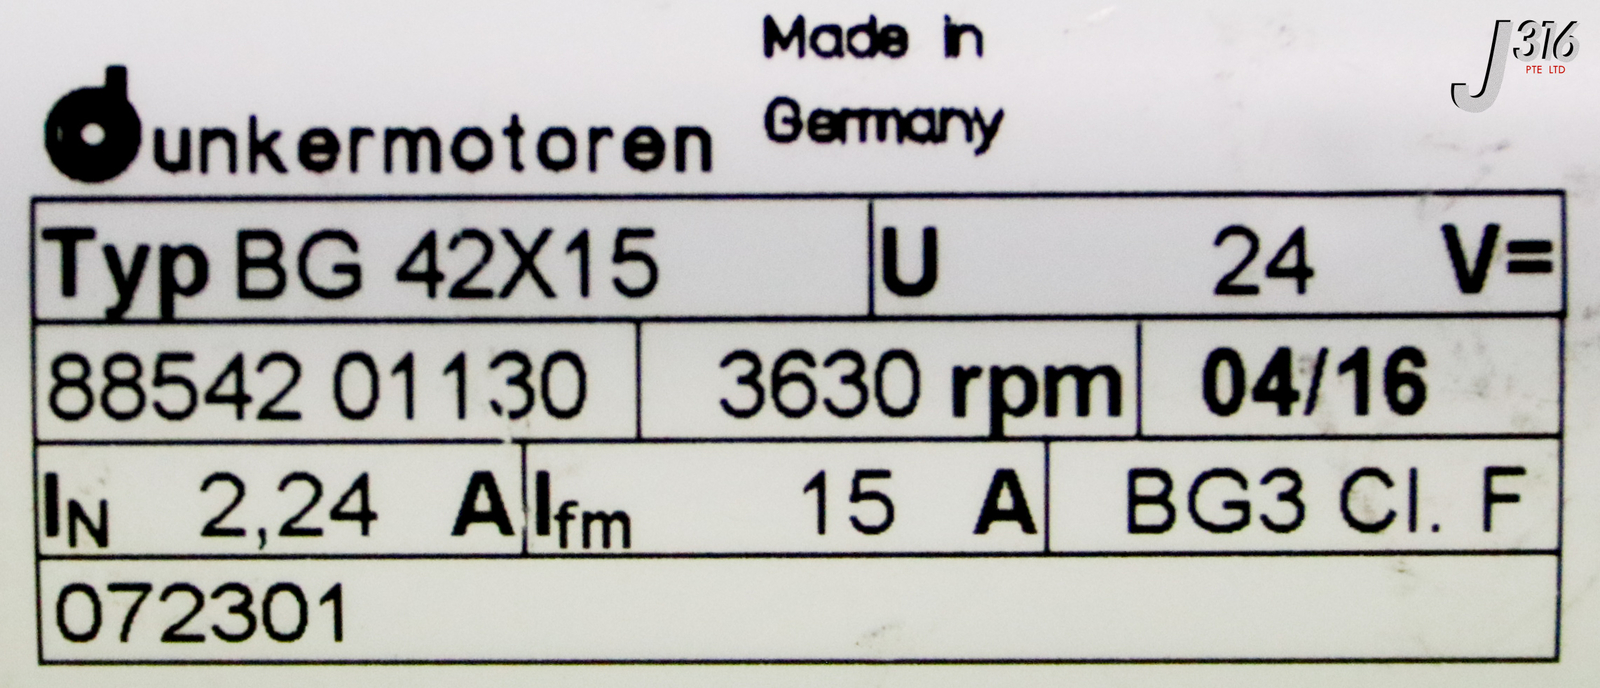 Made in
Germany
dunkermotoren
J316
PTE LTD
Typ BG 42X15 U 24 V=
88542 01130 3630 rpm 04/16
IN 2,24 A Ifm 15 A BG3 Cl. F
072301